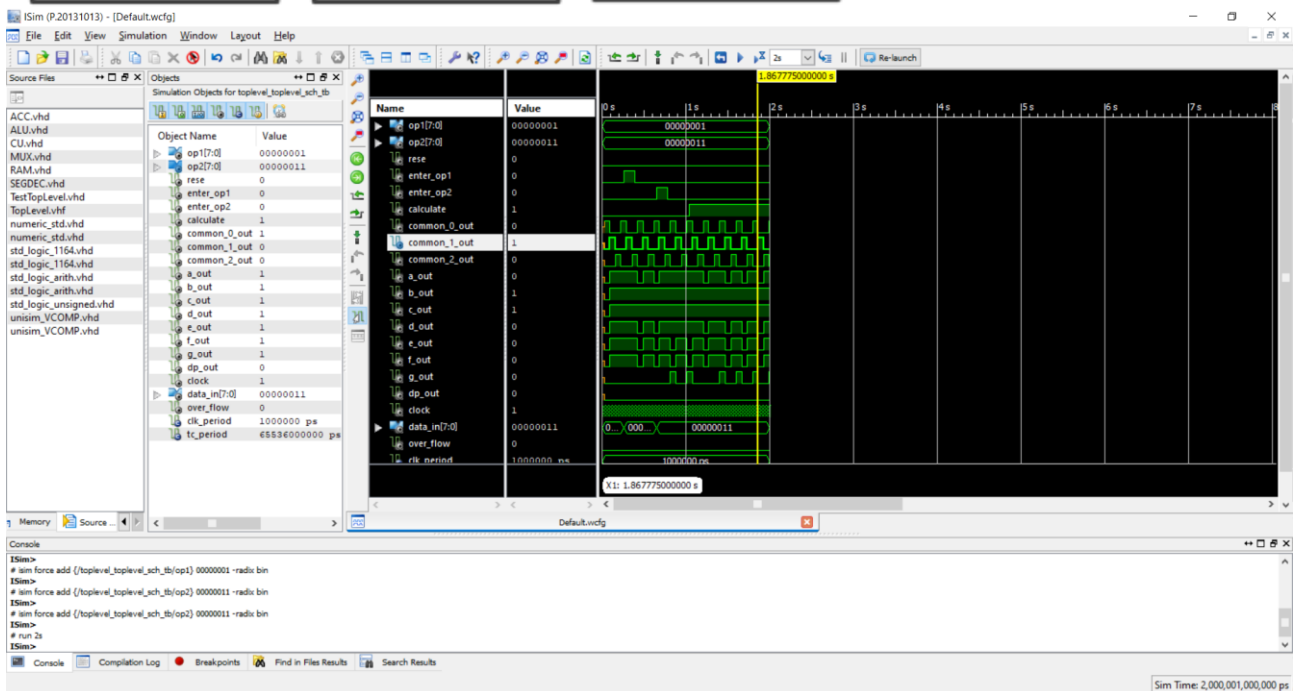 ISim (P.20131013) - [Default.wcfg]
File Edit View Simulation Window Layout Help
2s Re-launch
Source Files
ACC.vhd
ALU.vhd
CU.vhd
MUX.vhd
RAM.vhd
SEGDEC.vhd
TestTopLevel.vhd
TopLevel.vhf
numeric_std.vhd
numeric_std.vhd
std_logic_1164.vhd
std_logic_1164.vhd
std_logic_arith.vhd
std_logic_arith.vhd
std_logic_unsigned.vhd
unisim_VCOMP.vhd
unisim_VCOMP.vhd
Memory Source ...
Objects
Simulation Objects for toplevel_toplevel_sch_tb
Object Name Value
op1[7:0] 00000001
op2[7:0] 00000011
rese 0
enter_op1 0
enter_op2 0
calculate 1
common_0_out 1
common_1_out 0
common_2_out 0
a_out 1
b_out 1
c_out 1
d_out 1
e_out 1
f_out 1
g_out 1
dp_out 0
clock 1
data_in[7:0] 00000011
over_flow 0
clk_period 1000000 ps
tc_period 65536000000 ps
1.867775000000 s
Name Value 0 s 1 s 2 s 3 s 4 s 5 s 6 s 7 s 8
op1[7:0] 00000001 00000001
op2[7:0] 00000011 00000011
rese 0
enter_op1 0
enter_op2 0
calculate 1
common_0_out 0
common_1_out 1
common_2_out 0
a_out 0
b_out 1
c_out 1
d_out 0
e_out 0
f_out 0
g_out 0
dp_out 0
clock 1
data_in[7:0] 00000011 0... 000... 00000011
over_flow 0
clk_period 1000000 ps 1000000 ps
X1: 1.867775000000 s
Default.wcfg
Console
ISim>
# isim force add {/toplevel_toplevel_sch_tb/op1} 00000001 -radix bin
ISim>
# isim force add {/toplevel_toplevel_sch_tb/op2} 00000011 -radix bin
ISim>
# isim force add {/toplevel_toplevel_sch_tb/op2} 00000011 -radix bin
ISim>
# run 2s
ISim>
Console Compilation Log Breakpoints Find in Files Results Search Results
Sim Time: 2,000,001,000,000 ps